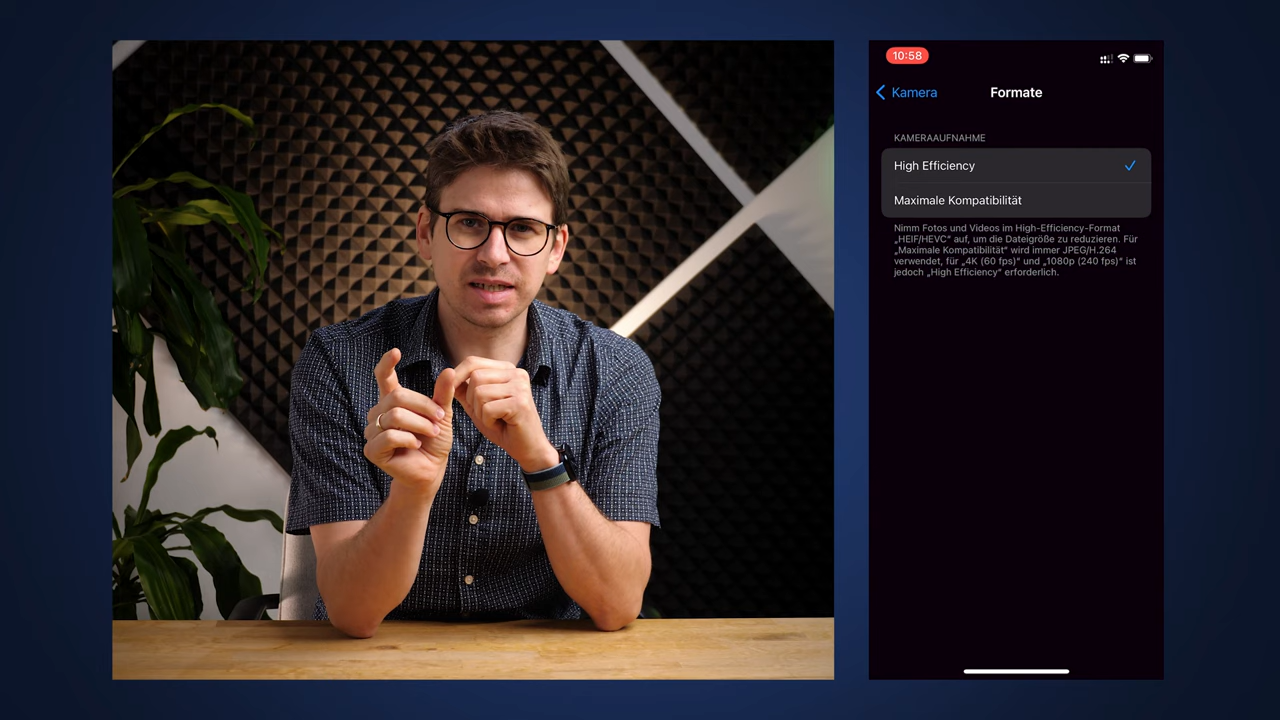 10:58
Kamera
Formate
KAMERAAUFNAHME
High Efficiency
Maximale Kompatibilität
Nimm Fotos und Videos im High-Efficiency-Format
„HEIF/HEVC“ auf, um die Dateigröße zu reduzieren. Für
„Maximale Kompatibilität“ wird immer JPEG/H.264
verwendet, für „4K (60 fps)“ und „1080p (240 fps)“ ist
jedoch „High Efficiency“ erforderlich.